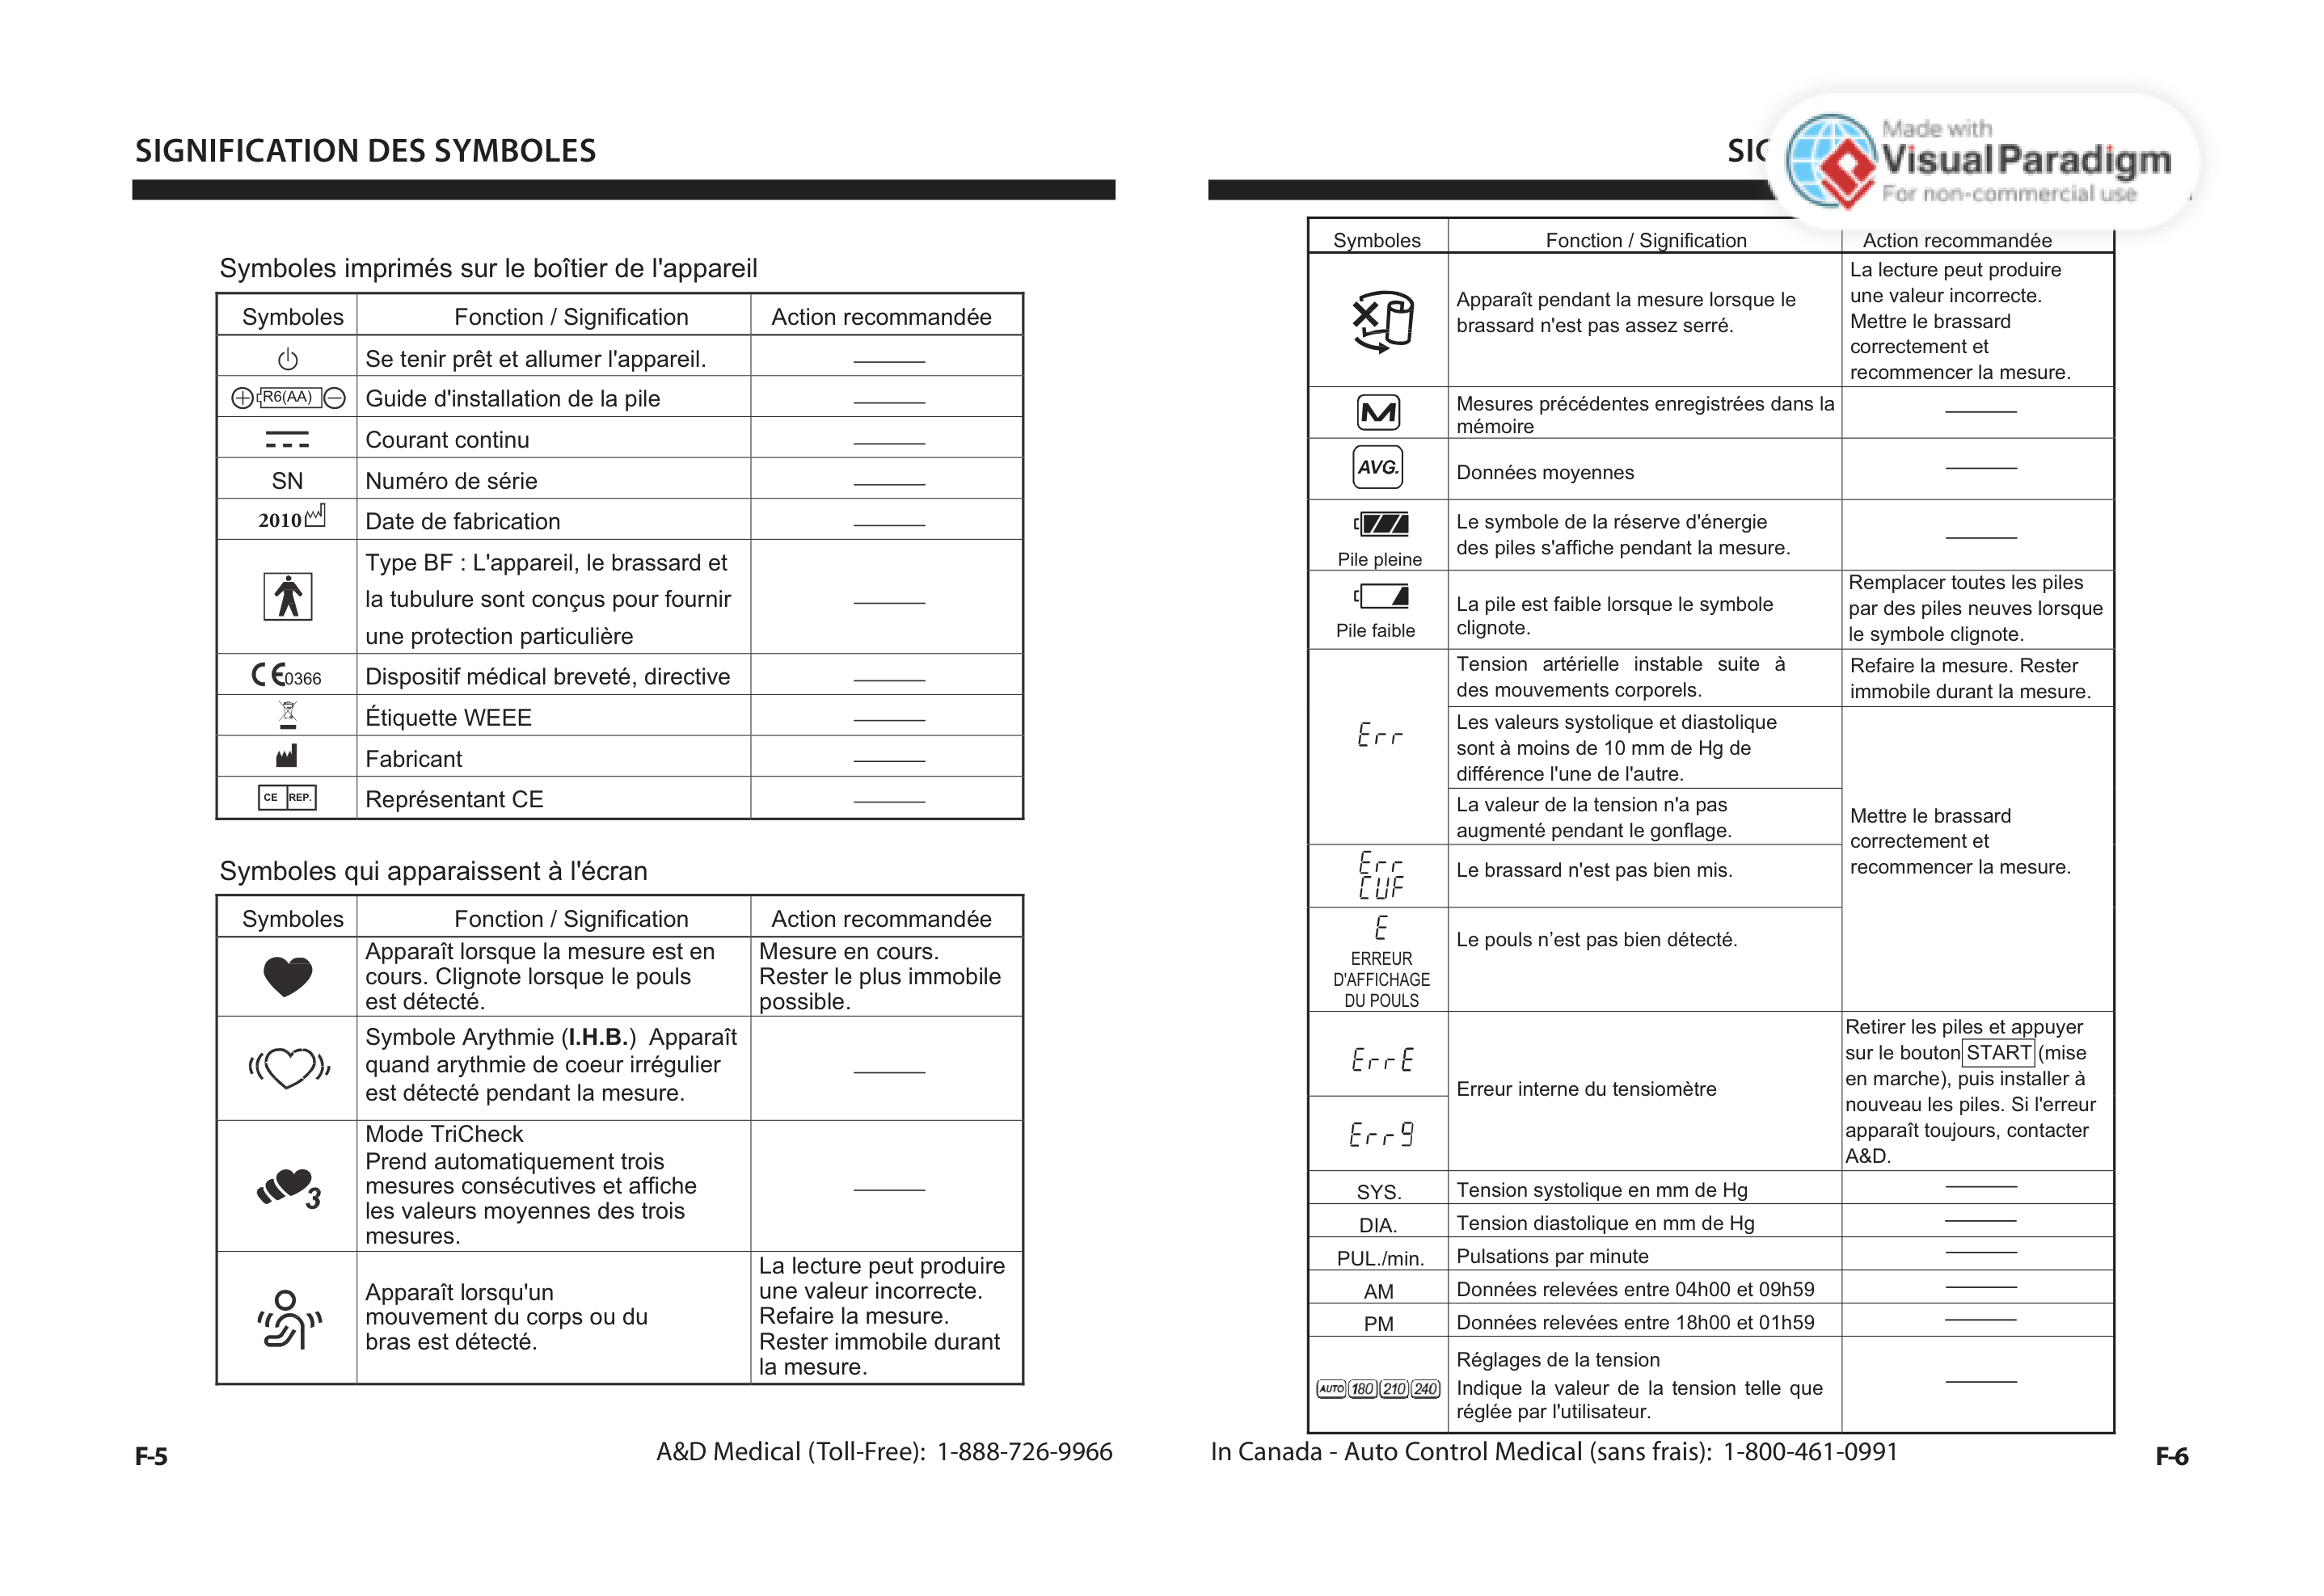 SIGNIFICATION DES SYMBOLES
Symboles imprimés sur le boîtier de l'appareil
Symboles Fonction / Signification Action recommandée
Se tenir prêt et allumer l'appareil.
R6(AA) Guide d'installation de la pile
Courant continu
SN Numéro de série
2010 Date de fabrication
Type BF : L'appareil, le brassard et
la tubulure sont conçus pour fournir
une protection particulière
CE0366 Dispositif médical breveté, directive
Étiquette WEEE
Fabricant
CE REP. Représentant CE
Symboles qui apparaissent à l'écran
Symboles Fonction / Signification Action recommandée
Apparaît lorsque la mesure est en
cours. Clignote lorsque le pouls
est détecté.
Mesure en cours.
Rester le plus immobile
possible.
Symbole Arythmie (I.H.B.) Apparaît
quand arythmie de coeur irrégulier
est détecté pendant la mesure.
3
Mode TriCheck
Prend automatiquement trois
mesures consécutives et affiche
les valeurs moyennes des trois
mesures.
Apparaît lorsqu'un
mouvement du corps ou du
bras est détecté.
La lecture peut produire
une valeur incorrecte.
Refaire la mesure.
Rester immobile durant
la mesure.
F-5
A&D Medical (Toll-Free): 1-888-726-9966
Made with
Visual Paradigm
For non-commercial use
Symboles Fonction / Signification Action recommandée
Apparaît pendant la mesure lorsque le
brassard n'est pas assez serré.
La lecture peut produire
une valeur incorrecte.
Mettre le brassard
correctement et
recommencer la mesure.
M
Mesures précédentes enregistrées dans la
mémoire
AVG. Données moyennes
Pile pleine
Le symbole de la réserve d'énergie
des piles s'affiche pendant la mesure.
Pile faible
La pile est faible lorsque le symbole
clignote.
Remplacer toutes les piles
par des piles neuves lorsque
le symbole clignote.
Err
Tension artérielle instable suite à
des mouvements corporels.
Refaire la mesure. Rester
immobile durant la mesure.
Les valeurs systolique et diastolique
sont à moins de 10 mm de Hg de
différence l'une de l'autre.
La valeur de la tension n'a pas
augmenté pendant le gonflage.
Mettre le brassard
correctement et
recommencer la mesure.
Err
CUF
Le brassard n'est pas bien mis.
E
ERREUR
D'AFFICHAGE
DU POULS
Le pouls n’est pas bien détecté.
Err E
Err 9
Erreur interne du tensiomètre
Retirer les piles et appuyer
sur le bouton START (mise
en marche), puis installer à
nouveau les piles. Si l'erreur
apparaît toujours, contacter
A&D.
SYS. Tension systolique en mm de Hg
DIA. Tension diastolique en mm de Hg
PUL./min. Pulsations par minute
AM Données relevées entre 04h00 et 09h59
PM Données relevées entre 18h00 et 01h59
AUTO 180 210 240
Réglages de la tension
Indique la valeur de la tension telle que
réglée par l'utilisateur.
In Canada - Auto Control Medical (sans frais): 1-800-461-0991
F-6